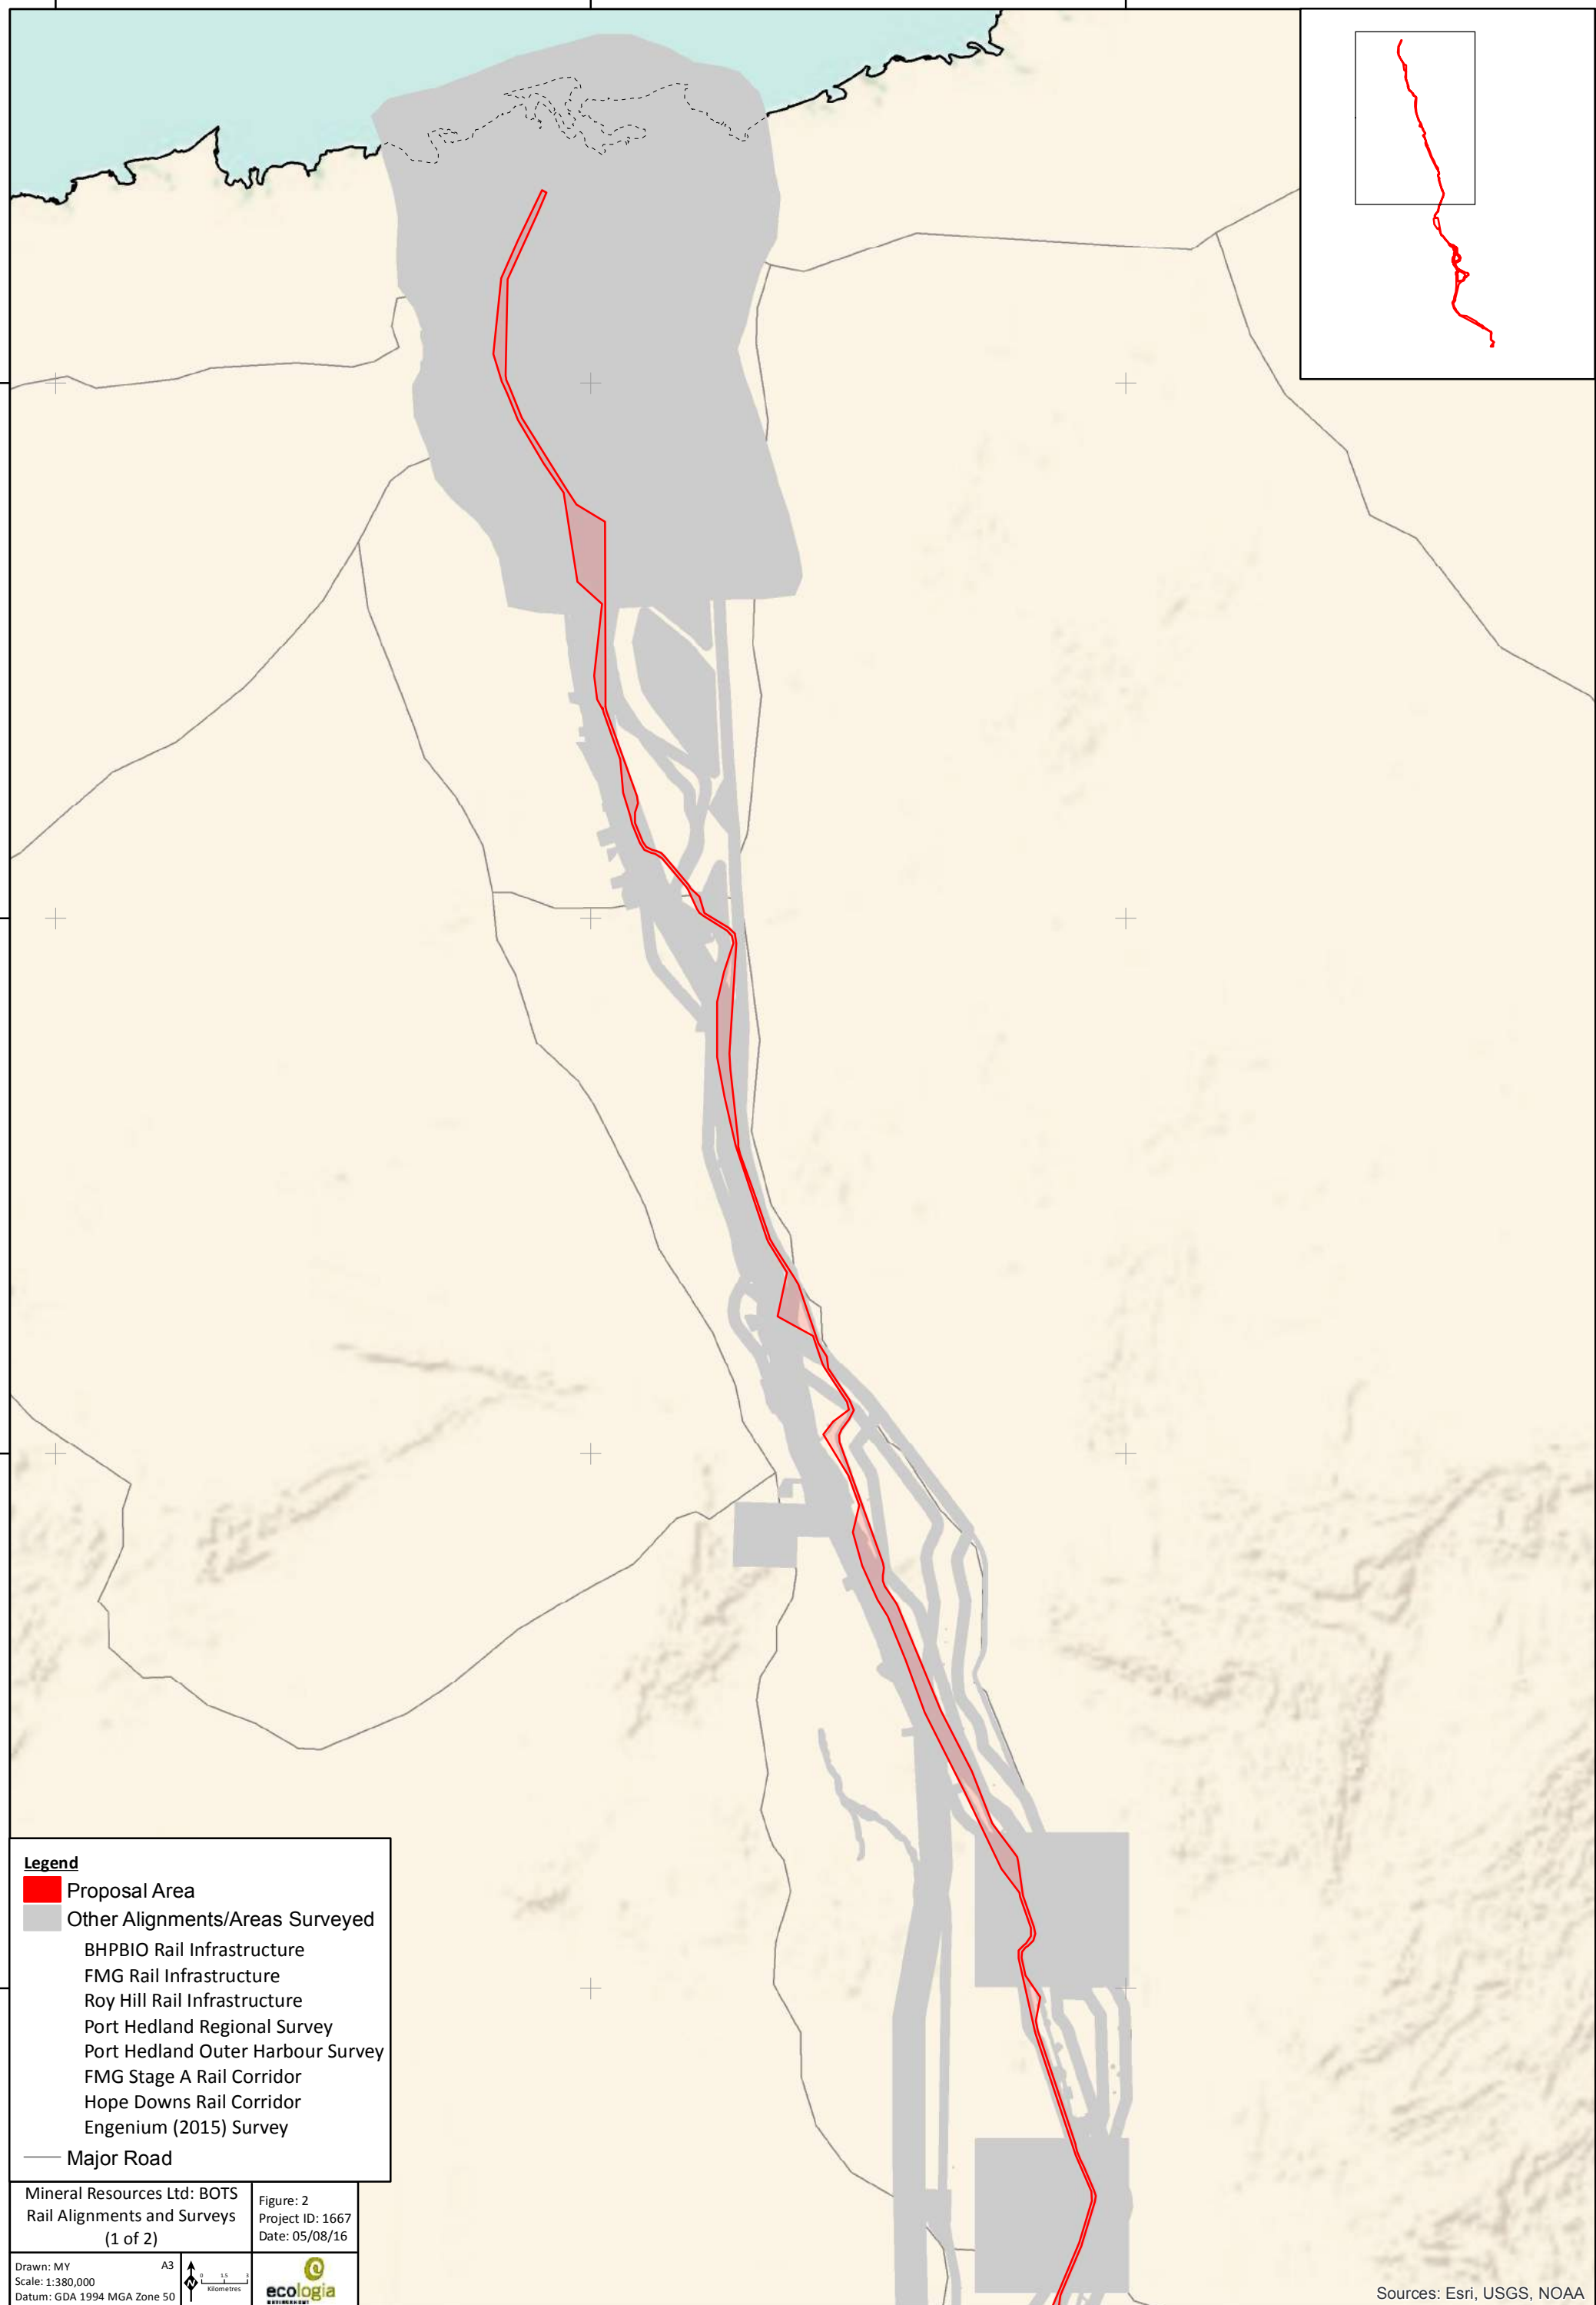 Legend
Proposal Area
Other Alignments/Areas Surveyed
BHPBIO Rail Infrastructure
FMG Rail Infrastructure
Roy Hill Rail Infrastructure
Port Hedland Regional Survey
Port Hedland Outer Harbour Survey
FMG Stage A Rail Corridor
Hope Downs Rail Corridor
Engenium (2015) Survey
Major Road
Mineral Resources Ltd: BOTS
Rail Alignments and Surveys
(1 of 2)
Figure: 2
Project ID: 1667
Date: 05/08/16
Drawn: MY A3
Scale: 1:380,000
Datum: GDA 1994 MGA Zone 50
N
0 1.5 3
Kilometres
ecologia
Sources: Esri, USGS, NOAA